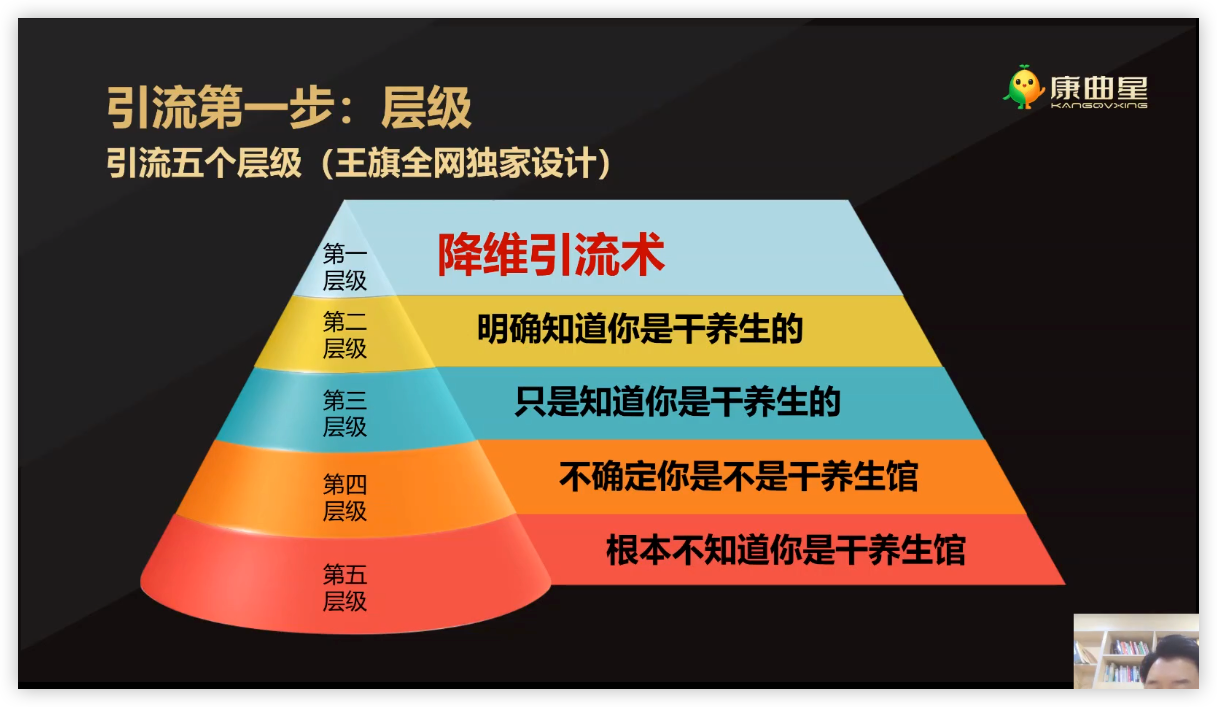 引流第一步：层级
康曲星
KANGQVXING
引流五个层级（王旗全网独家设计）
第一
层级
降维引流术
第二
层级
明确知道你是干养生的
第三
层级
只是知道你是干养生的
第四
层级
不确定你是不是干养生馆
第五
层级
根本不知道你是干养生馆